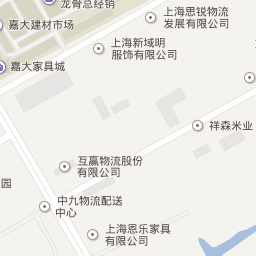 龙骨总经销
嘉大建材市场
上海思锐物流
发展有限公司
上海新域明
服饰有限公司
嘉大家具城
祥森米业
互赢物流股份
有限公司
园
中九物流配送
中心
上海恩乐家具
有限公司